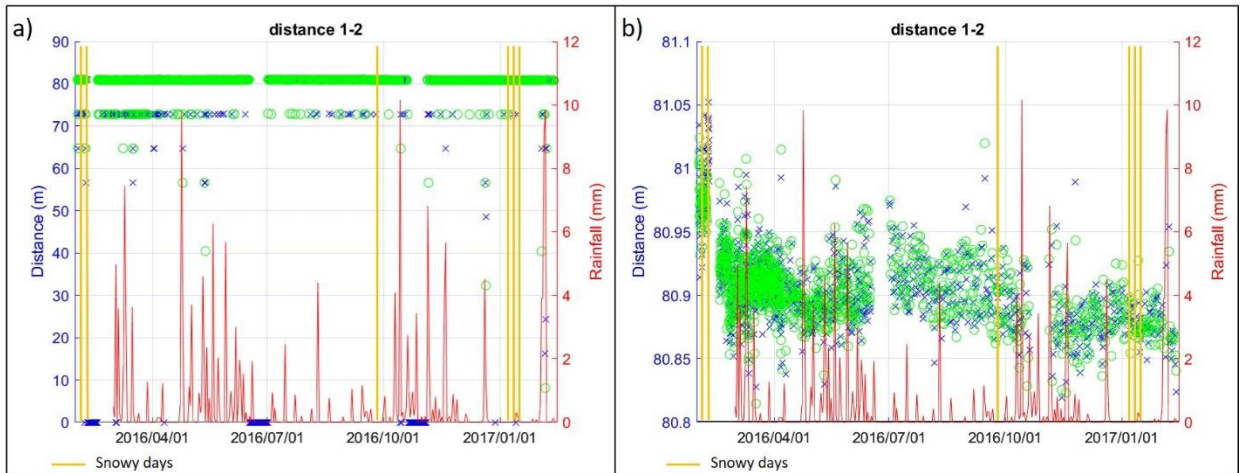 a)
distance 1-2
90
80
70
60
50
40
30
20
10
0
Distance (m)
12
10
8
6
4
2
0
Rainfall (mm)
2016/04/01 2016/07/01 2016/10/01 2017/01/01
Snowy days
b)
distance 1-2
81.1
81.05
81
80.95
80.9
80.85
80.8
Distance (m)
12
10
8
6
4
2
0
Rainfall (mm)
2016/04/01 2016/07/01 2016/10/01 2017/01/01
Snowy days